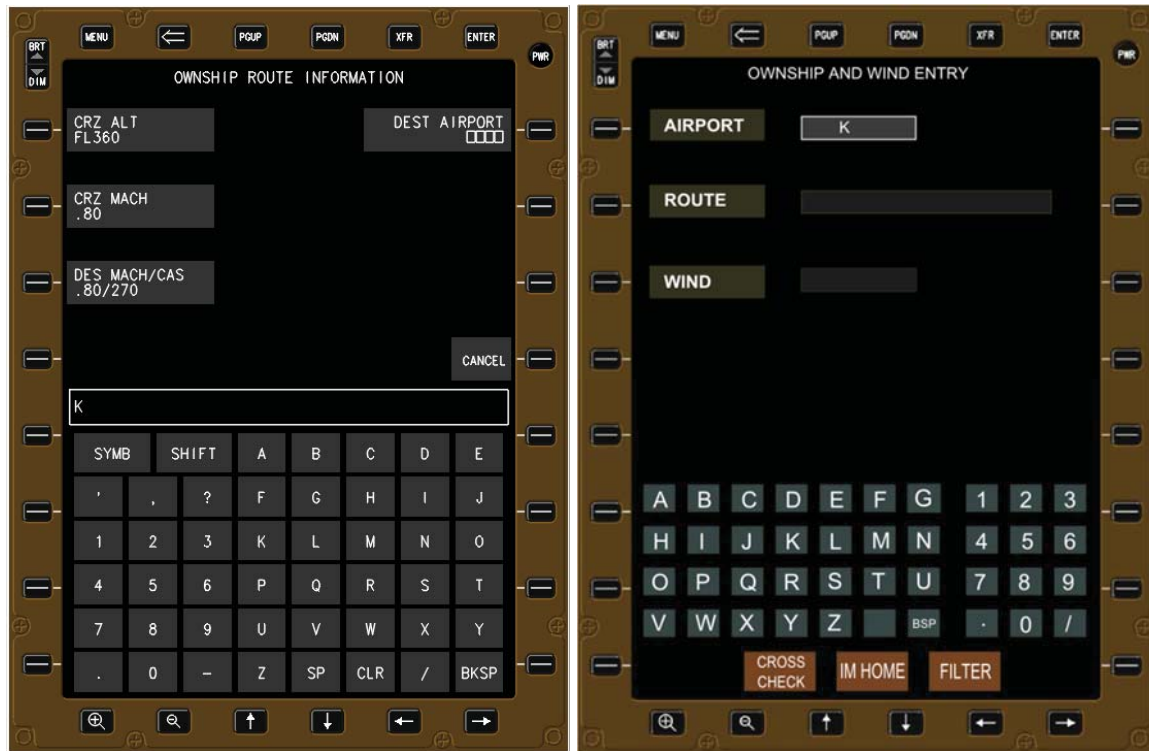 MENU PGUP PGDN XFR ENTER
BRT
DIM
PWR
OWNSHIP ROUTE INFORMATION
CRZ ALT
FL360
DEST AIRPORT
□□□□
CRZ MACH
.80
DES MACH/CAS
.80/270
CANCEL
K
SYMB SHIFT A B C D E
' , ? F G H I J
1 2 3 K L M N O
4 5 6 P Q R S T
7 8 9 U V W X Y
. 0 – Z SP CLR / BKSP
MENU PGUP PGDN XFR ENTER
BRT
DIM
PWR
OWNSHIP AND WIND ENTRY
AIRPORT K
ROUTE
WIND
A B C D E F G 1 2 3
H I J K L M N 4 5 6
O P Q R S T U 7 8 9
V W X Y Z BSP . 0 /
CROSS
CHECK
IM HOME
FILTER